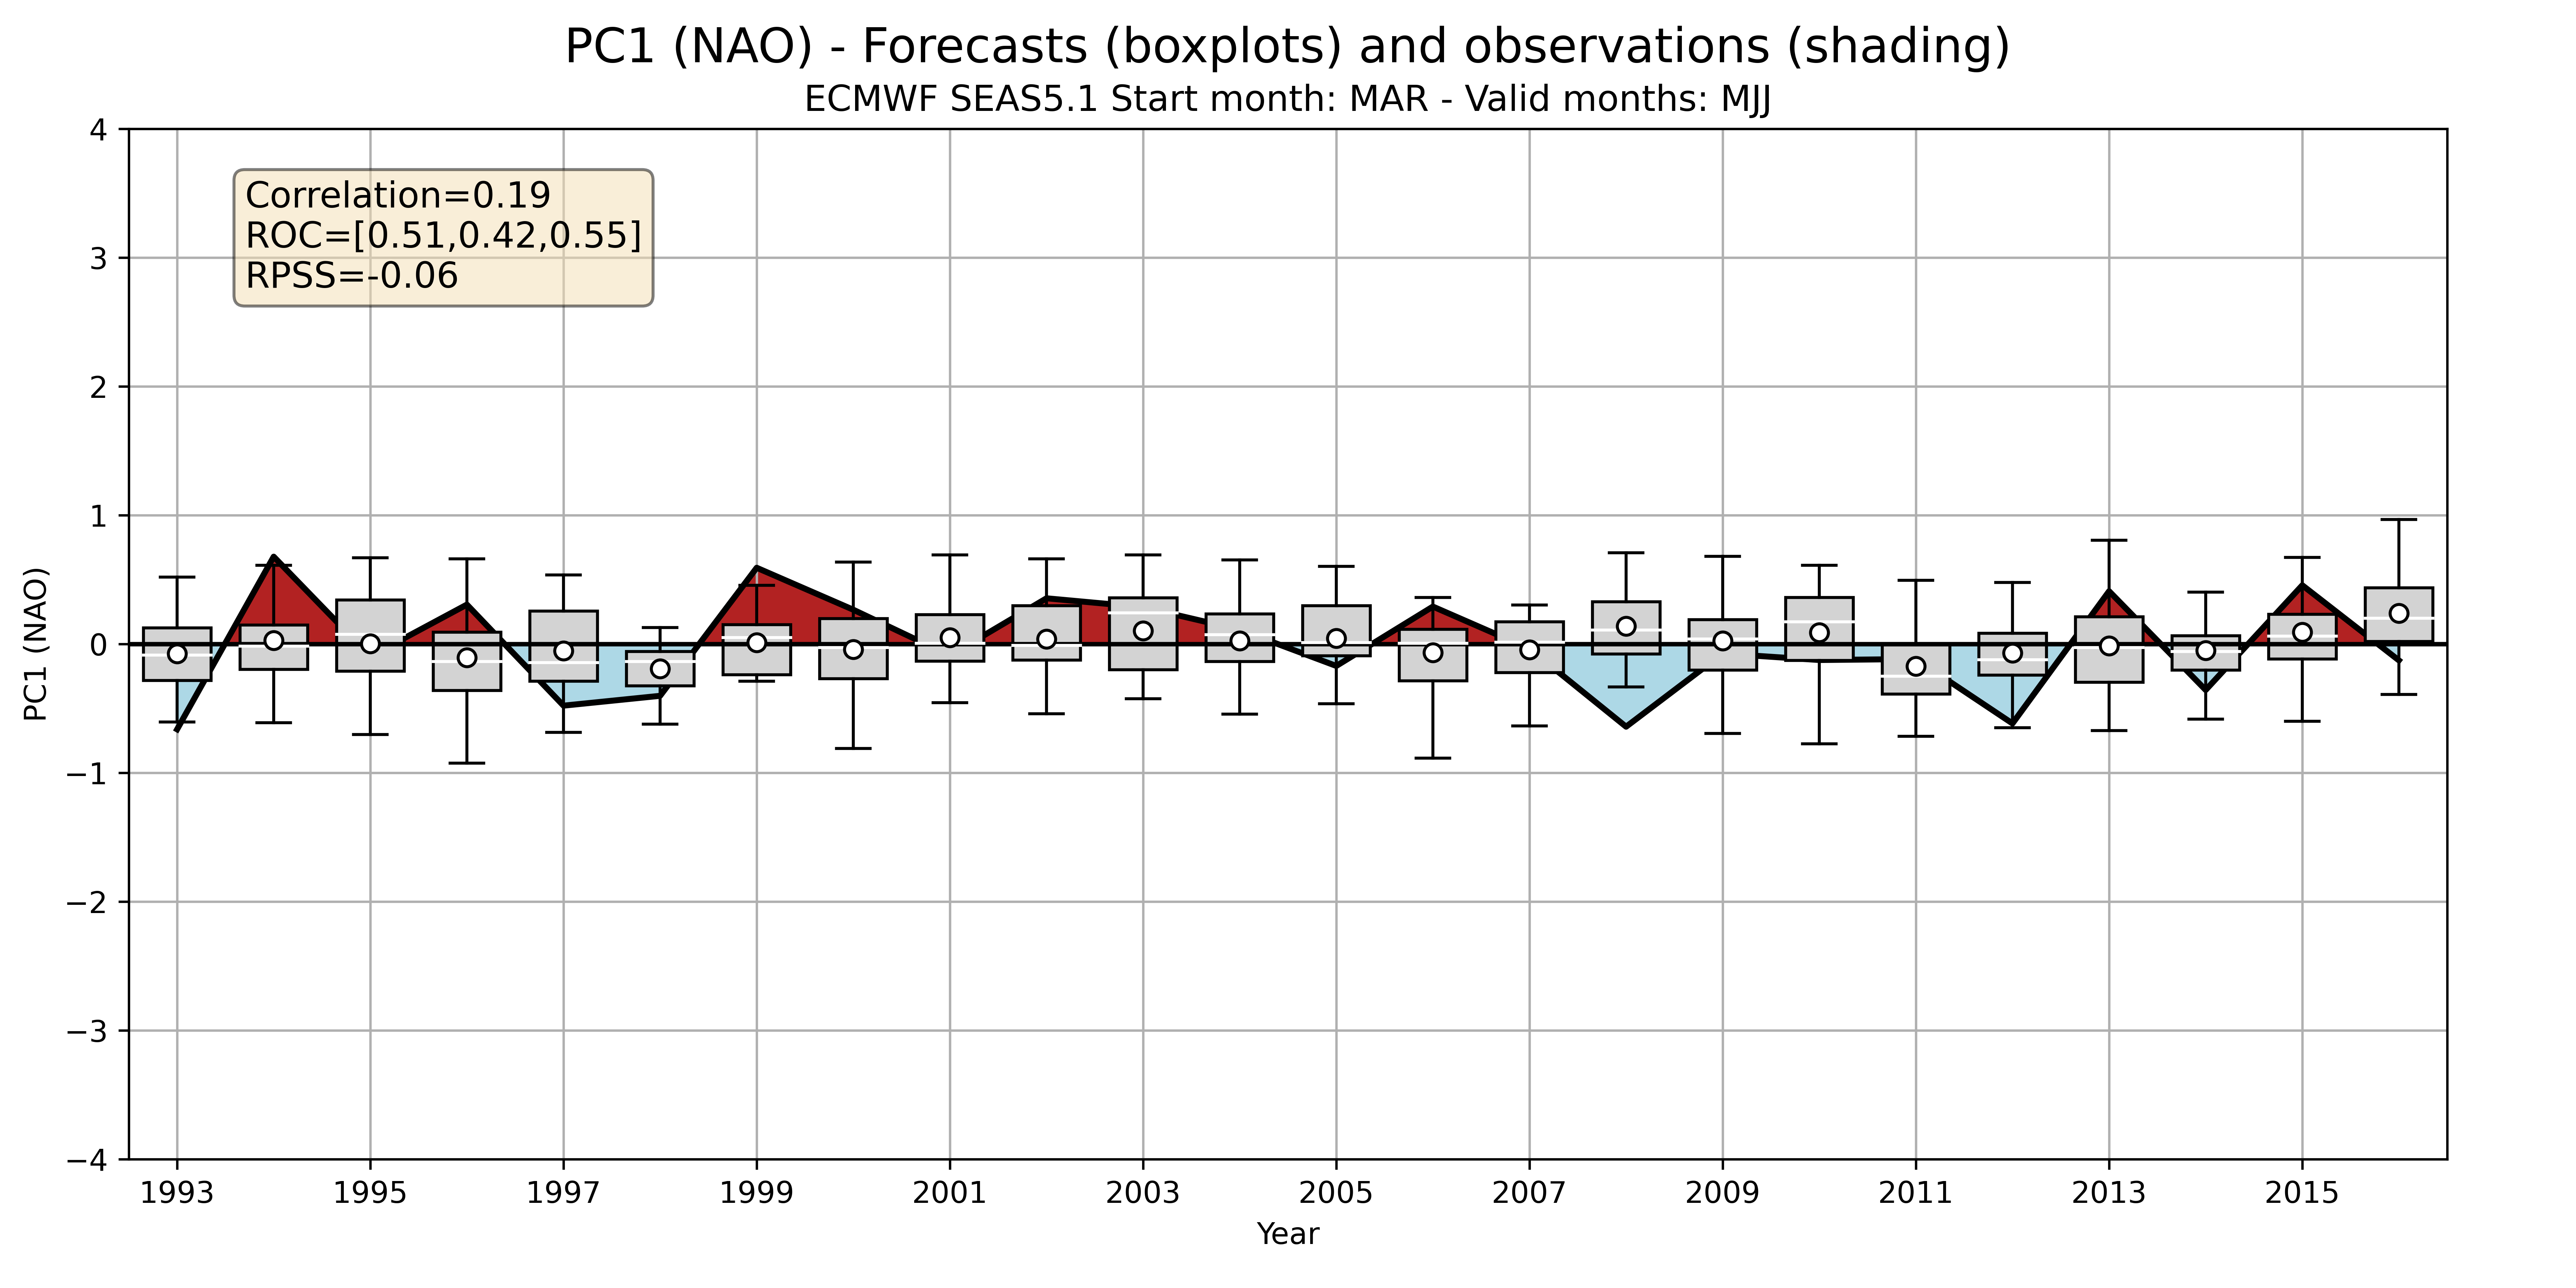 PC1 (NAO) - Forecasts (boxplots) and observations (shading)
ECMWF SEAS5.1 Start month: MAR - Valid months: MJJ
Correlation=0.19
ROC=[0.51,0.42,0.55]
RPSS=-0.06
PC1 (NAO)
4
3
2
1
0
−1
−2
−3
−4
1993 1995 1997 1999 2001 2003 2005 2007 2009 2011 2013 2015
Year